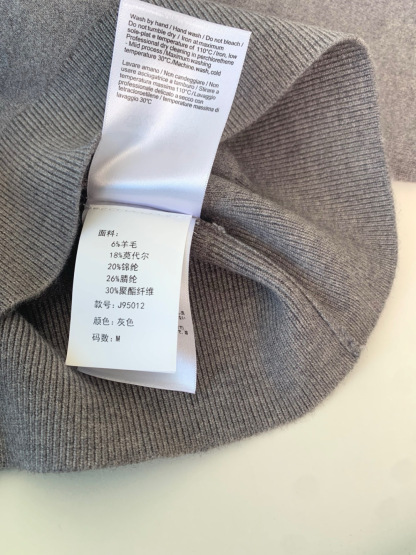 Wash by hand / Hand wash / Do not bleach /
Do not tumble dry / Iron at maximum
sole-plat e temperature of 110°C / Iron, low
Professional dry cleaning in perchlorethene
- Mild process / Maximum washing
temperature 30°C /Machine wash, cold
Lavare amano / Non candeggiare / Non
usare asciugatrice a tamburo / Stirare a
temperatura massima 110°C / Lavaggio
professionale delicato a secco con
tetracloroetilene / temperatura massima di
lavaggio 30°C
面料:
6%羊毛
18%莫代尔
20%锦纶
26%腈纶
30%聚酯纤维
款号: J95012
颜色: 灰色
码数: M